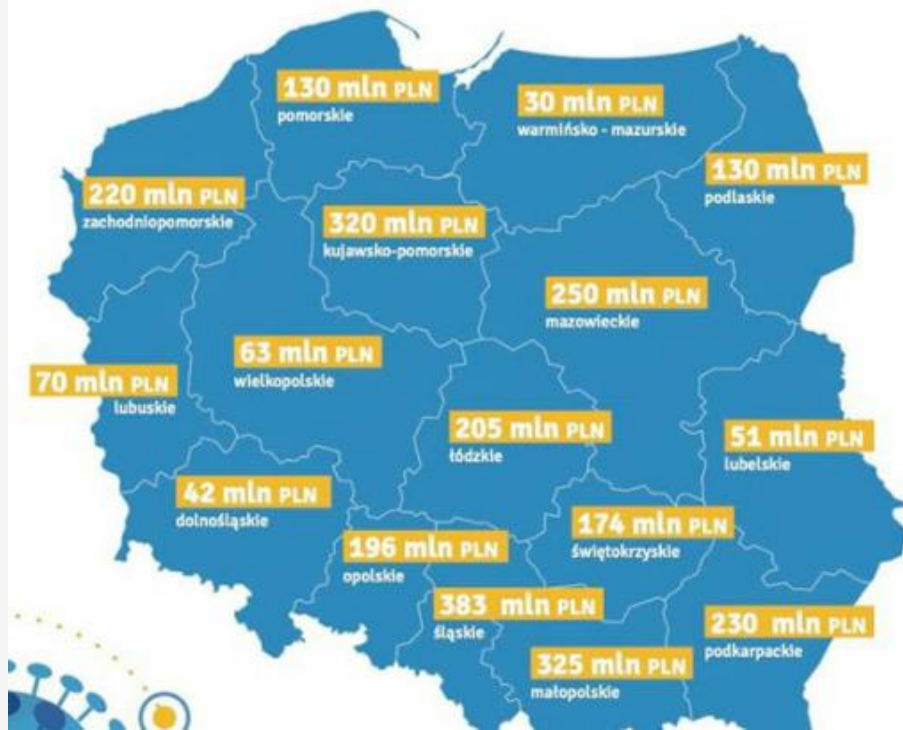 130 mln PLN
pomorskie
30 mln PLN
warmińsko - mazurskie
130 mln PLN
podlaskie
220 mln PLN
zachodniopomorskie
320 mln PLN
kujawsko-pomorskie
250 mln PLN
mazowieckie
63 mln PLN
wielkopolskie
70 mln PLN
lubuskie
205 mln PLN
łódzkie
51 mln PLN
lubelskie
42 mln PLN
dolnośląskie
174 mln PLN
świętokrzyskie
196 mln PLN
opolskie
383 mln PLN
śląskie
230 mln PLN
podkarpackie
325 mln PLN
małopolskie